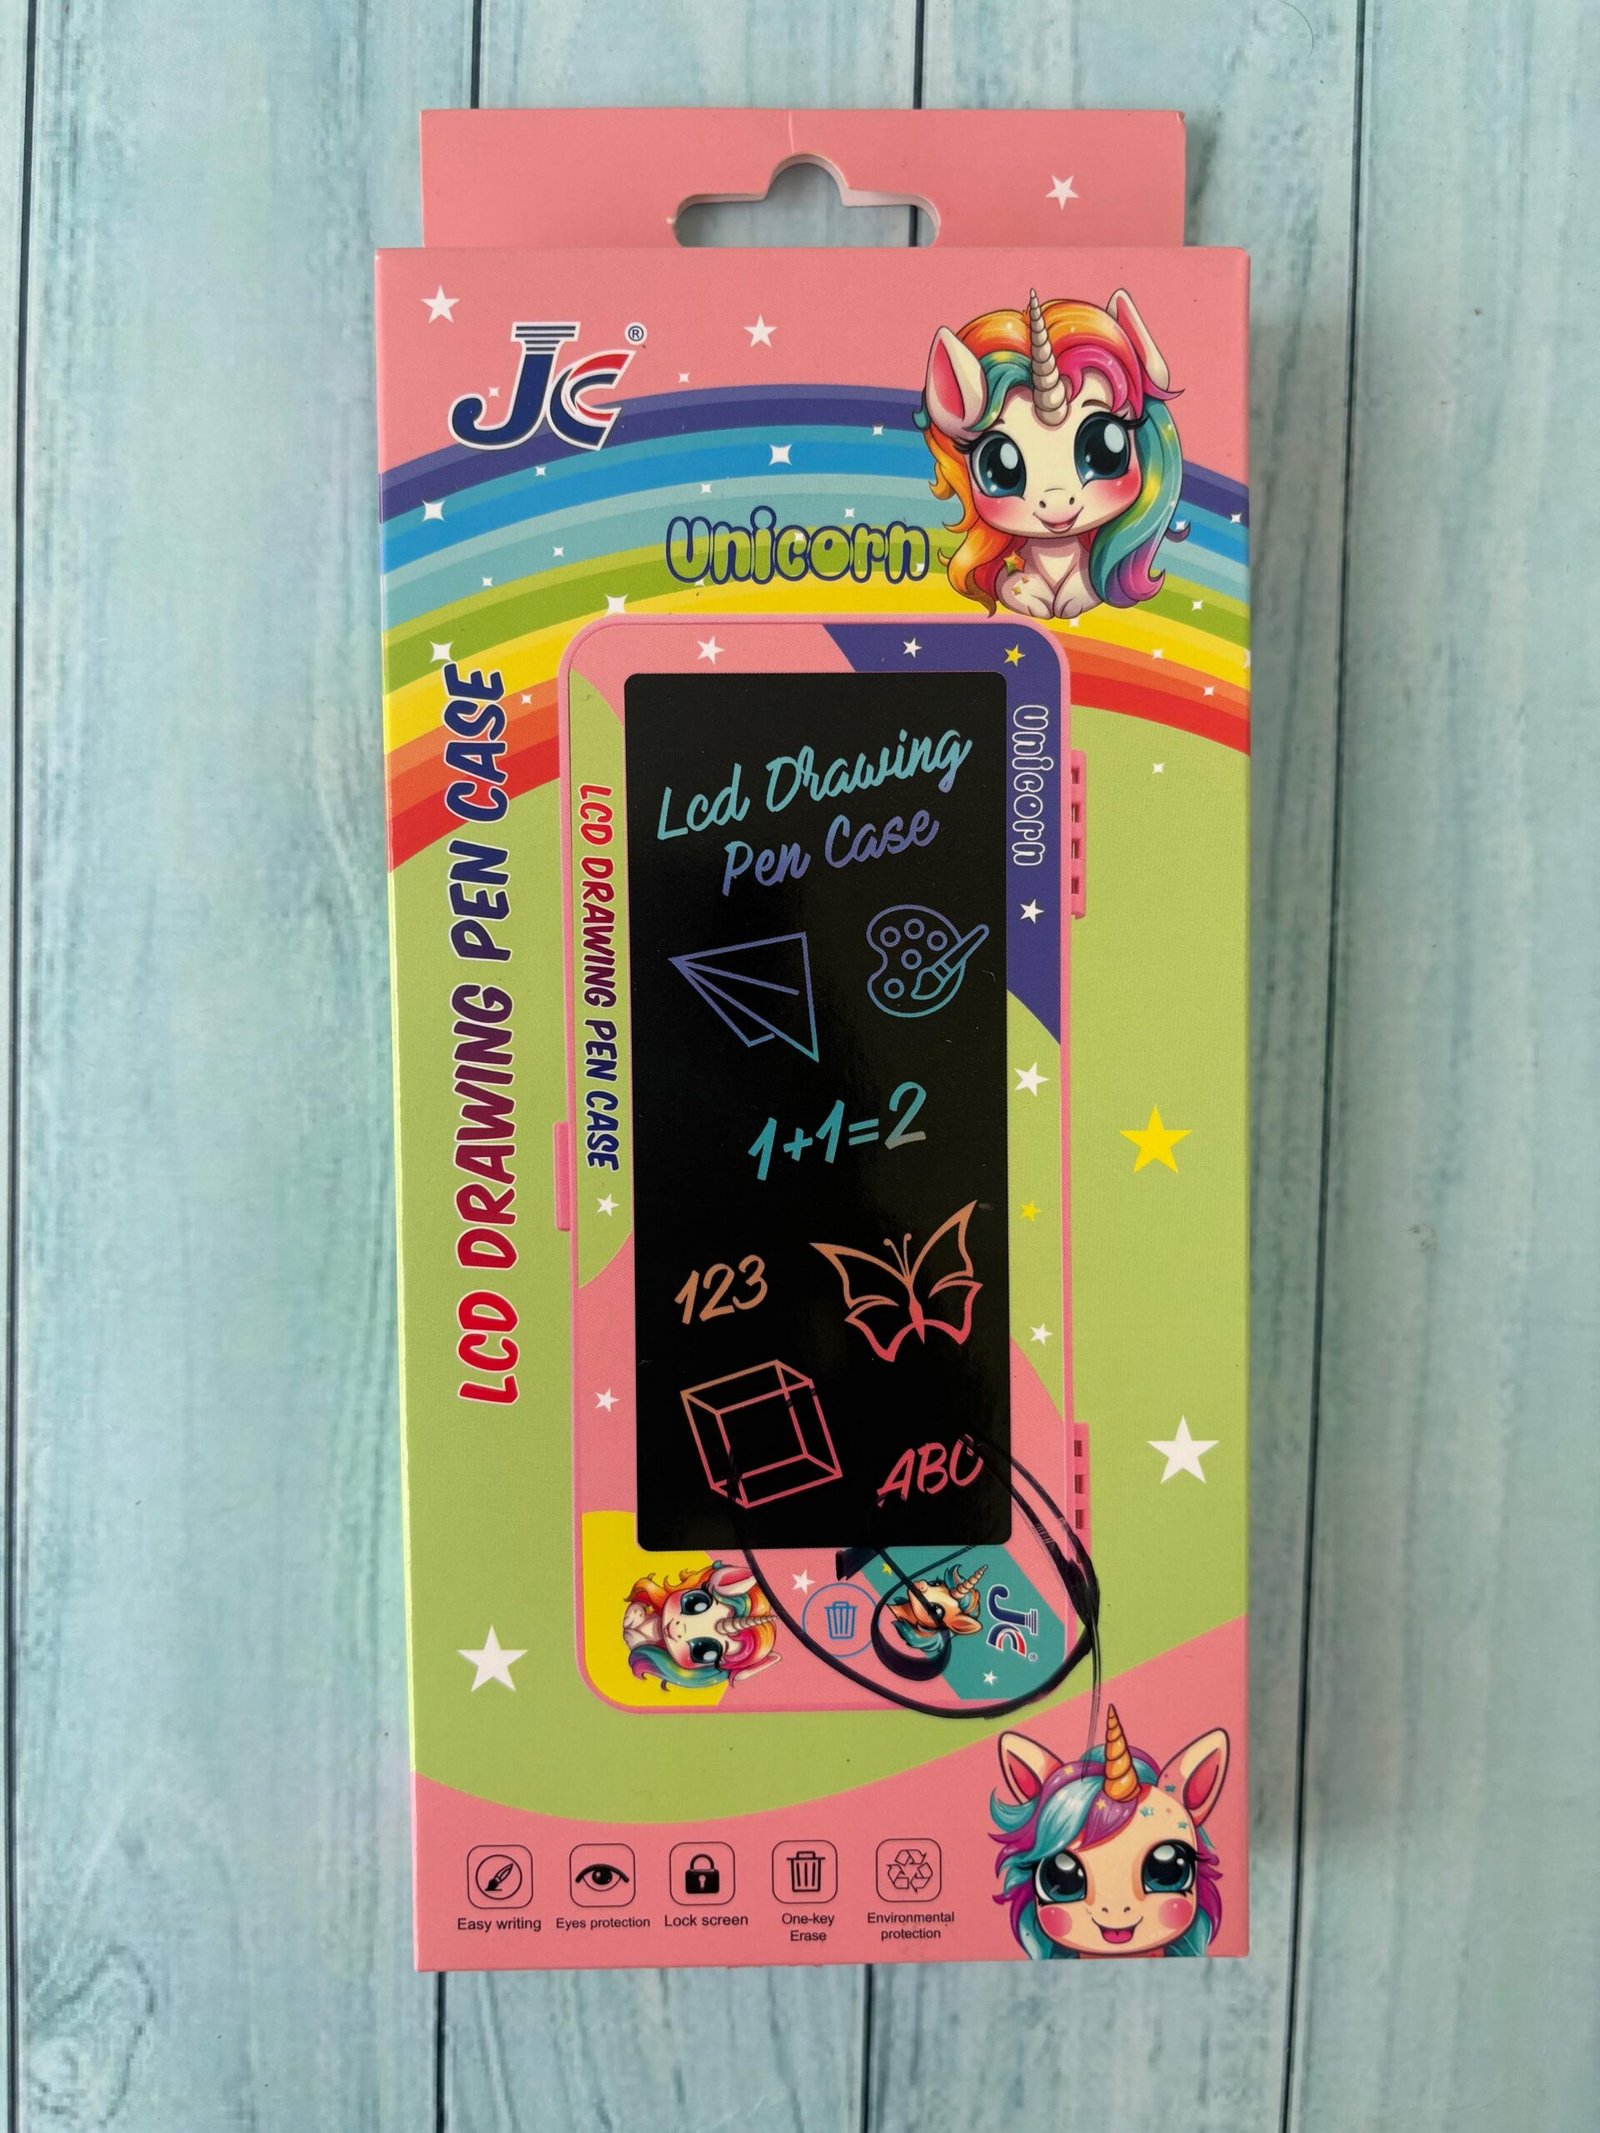 JC®
Unicorn
LCD DRAWING PEN CASE
LCD DRAWING PEN CASE
Unicorn
Lcd Drawing
Pen Case
1+1=2
123
ABC
JC®
Easy writing
Eyes protection
Lock screen
One-key
Erase
Environmental
protection